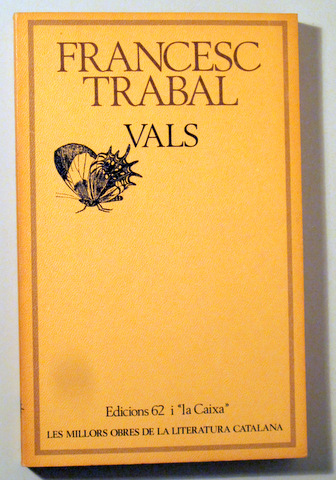 FRANCESC
TRABAL
VALS
Edicions 62 i "la Caixa"
LES MILLORS OBRES DE LA LITERATURA CATALANA